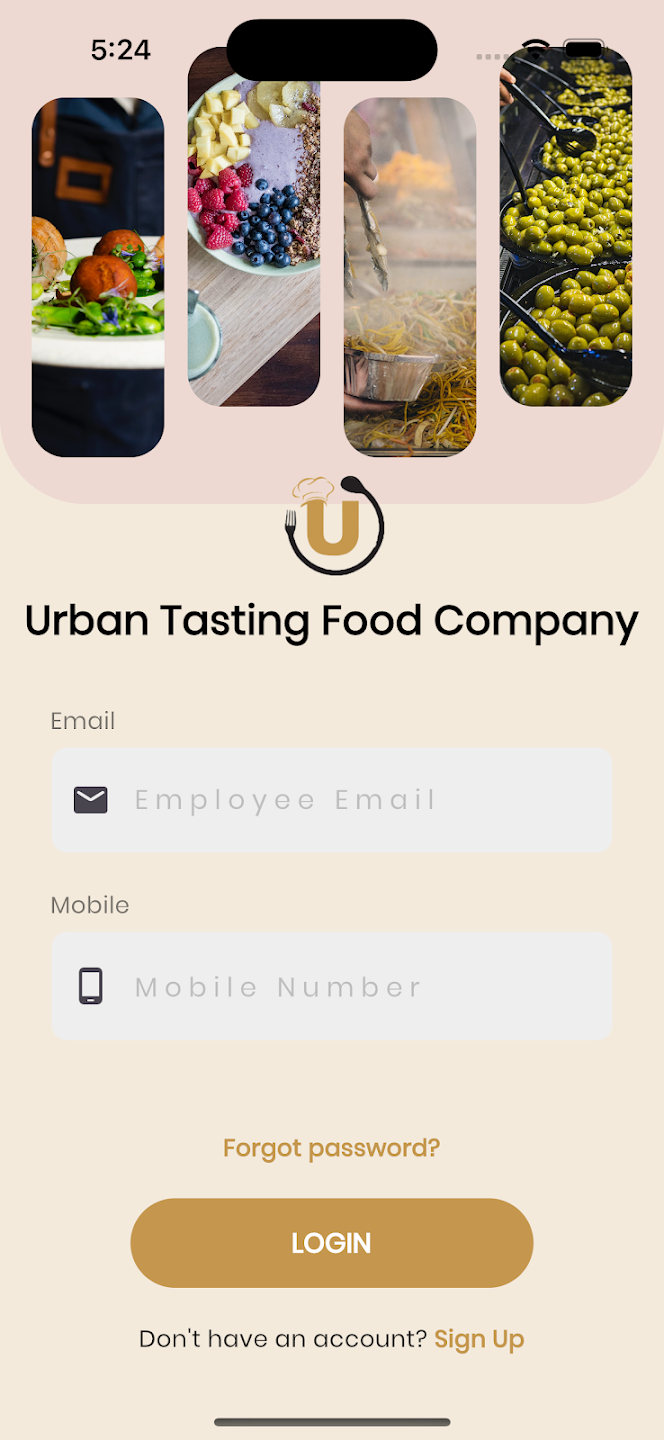 5:24
U
Urban Tasting Food Company
Email
Employee Email
Mobile
Mobile Number
Forgot password?
LOGIN
Don't have an account? Sign Up